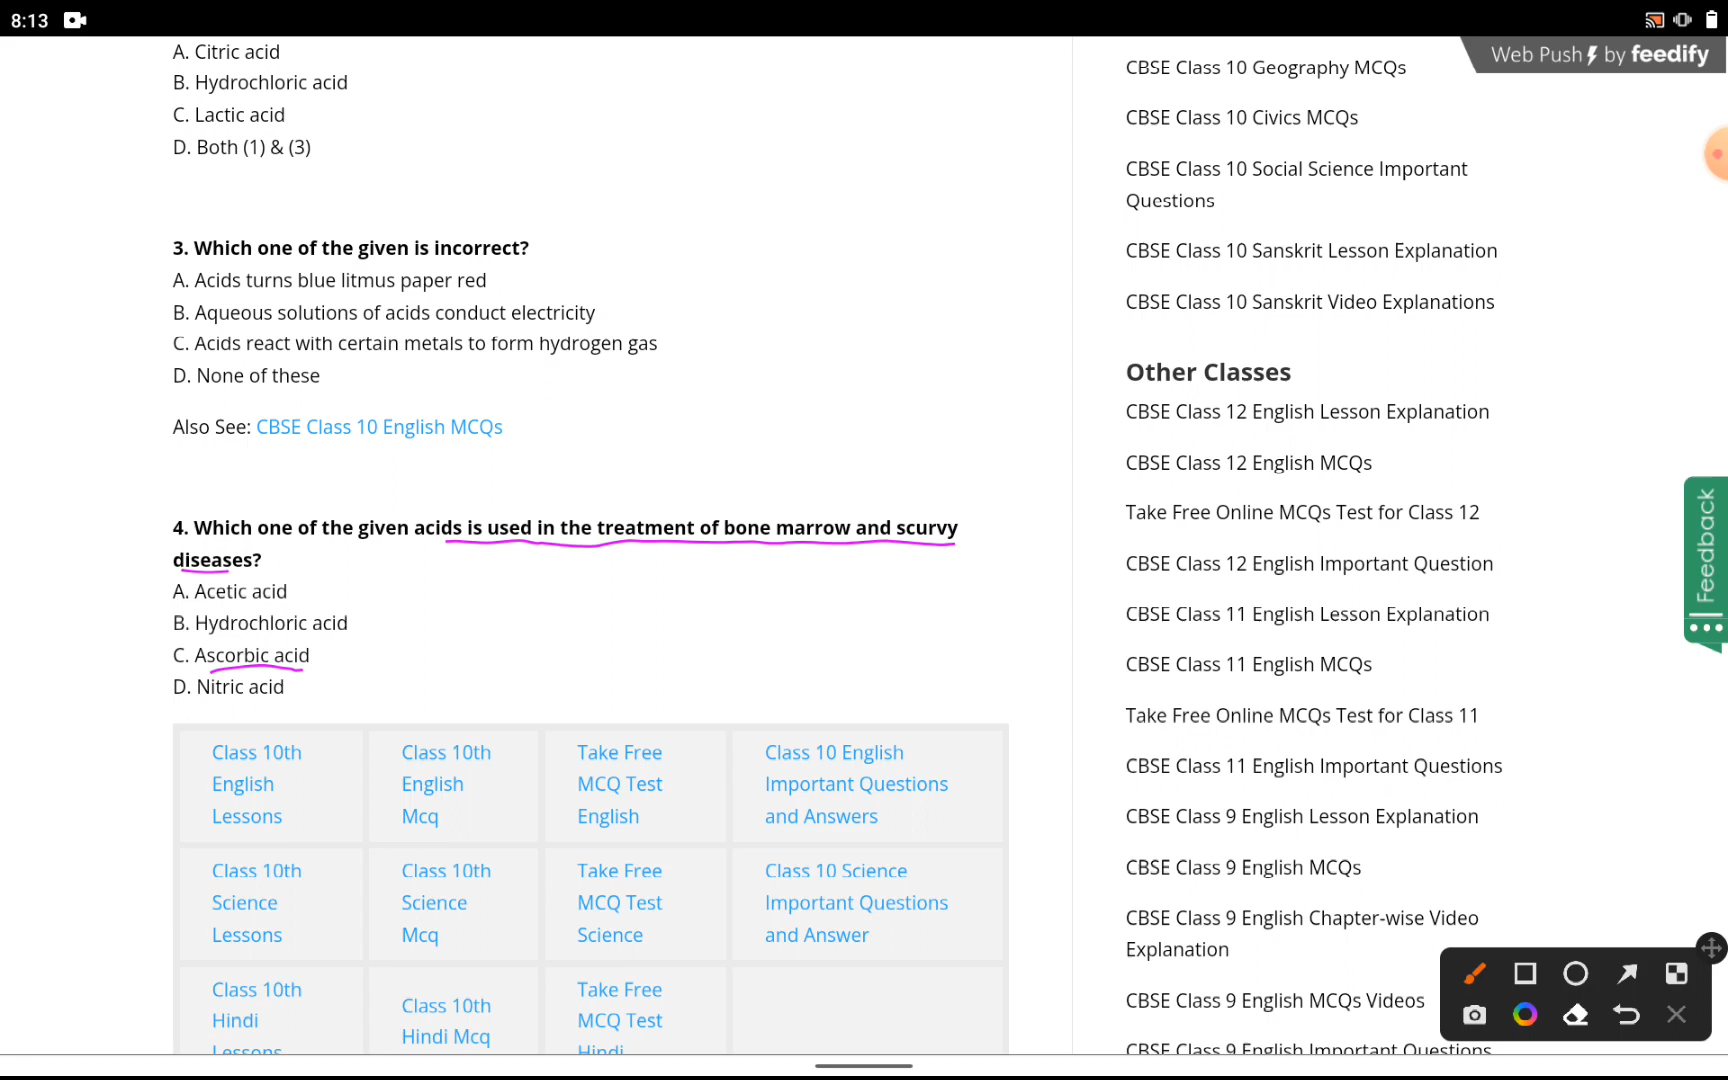 8:13
Web Push by feedify
A. Citric acid
B. Hydrochloric acid
C. Lactic acid
D. Both (1) & (3)
3. Which one of the given is incorrect?
A. Acids turns blue litmus paper red
B. Aqueous solutions of acids conduct electricity
C. Acids react with certain metals to form hydrogen gas
D. None of these
Also See: CBSE Class 10 English MCQs
4. Which one of the given acids is used in the treatment of bone marrow and scurvy
diseases?
A. Acetic acid
B. Hydrochloric acid
C. Ascorbic acid
D. Nitric acid
Class 10th
English
Lessons
Class 10th
English
Mcq
Take Free
MCQ Test
English
Class 10 English
Important Questions
and Answers
Class 10th
Science
Lessons
Class 10th
Science
Mcq
Take Free
MCQ Test
Science
Class 10 Science
Important Questions
and Answer
Class 10th
Hindi
Lessons
Class 10th
Hindi Mcq
Take Free
MCQ Test
Hindi
CBSE Class 10 Geography MCQs
CBSE Class 10 Civics MCQs
CBSE Class 10 Social Science Important
Questions
CBSE Class 10 Sanskrit Lesson Explanation
CBSE Class 10 Sanskrit Video Explanations
Other Classes
CBSE Class 12 English Lesson Explanation
CBSE Class 12 English MCQs
Take Free Online MCQs Test for Class 12
CBSE Class 12 English Important Question
CBSE Class 11 English Lesson Explanation
CBSE Class 11 English MCQs
Take Free Online MCQs Test for Class 11
CBSE Class 11 English Important Questions
CBSE Class 9 English Lesson Explanation
CBSE Class 9 English MCQs
CBSE Class 9 English Chapter-wise Video
Explanation
CBSE Class 9 English MCQs Videos
CBSE Class 9 English Important Questions
Feedback